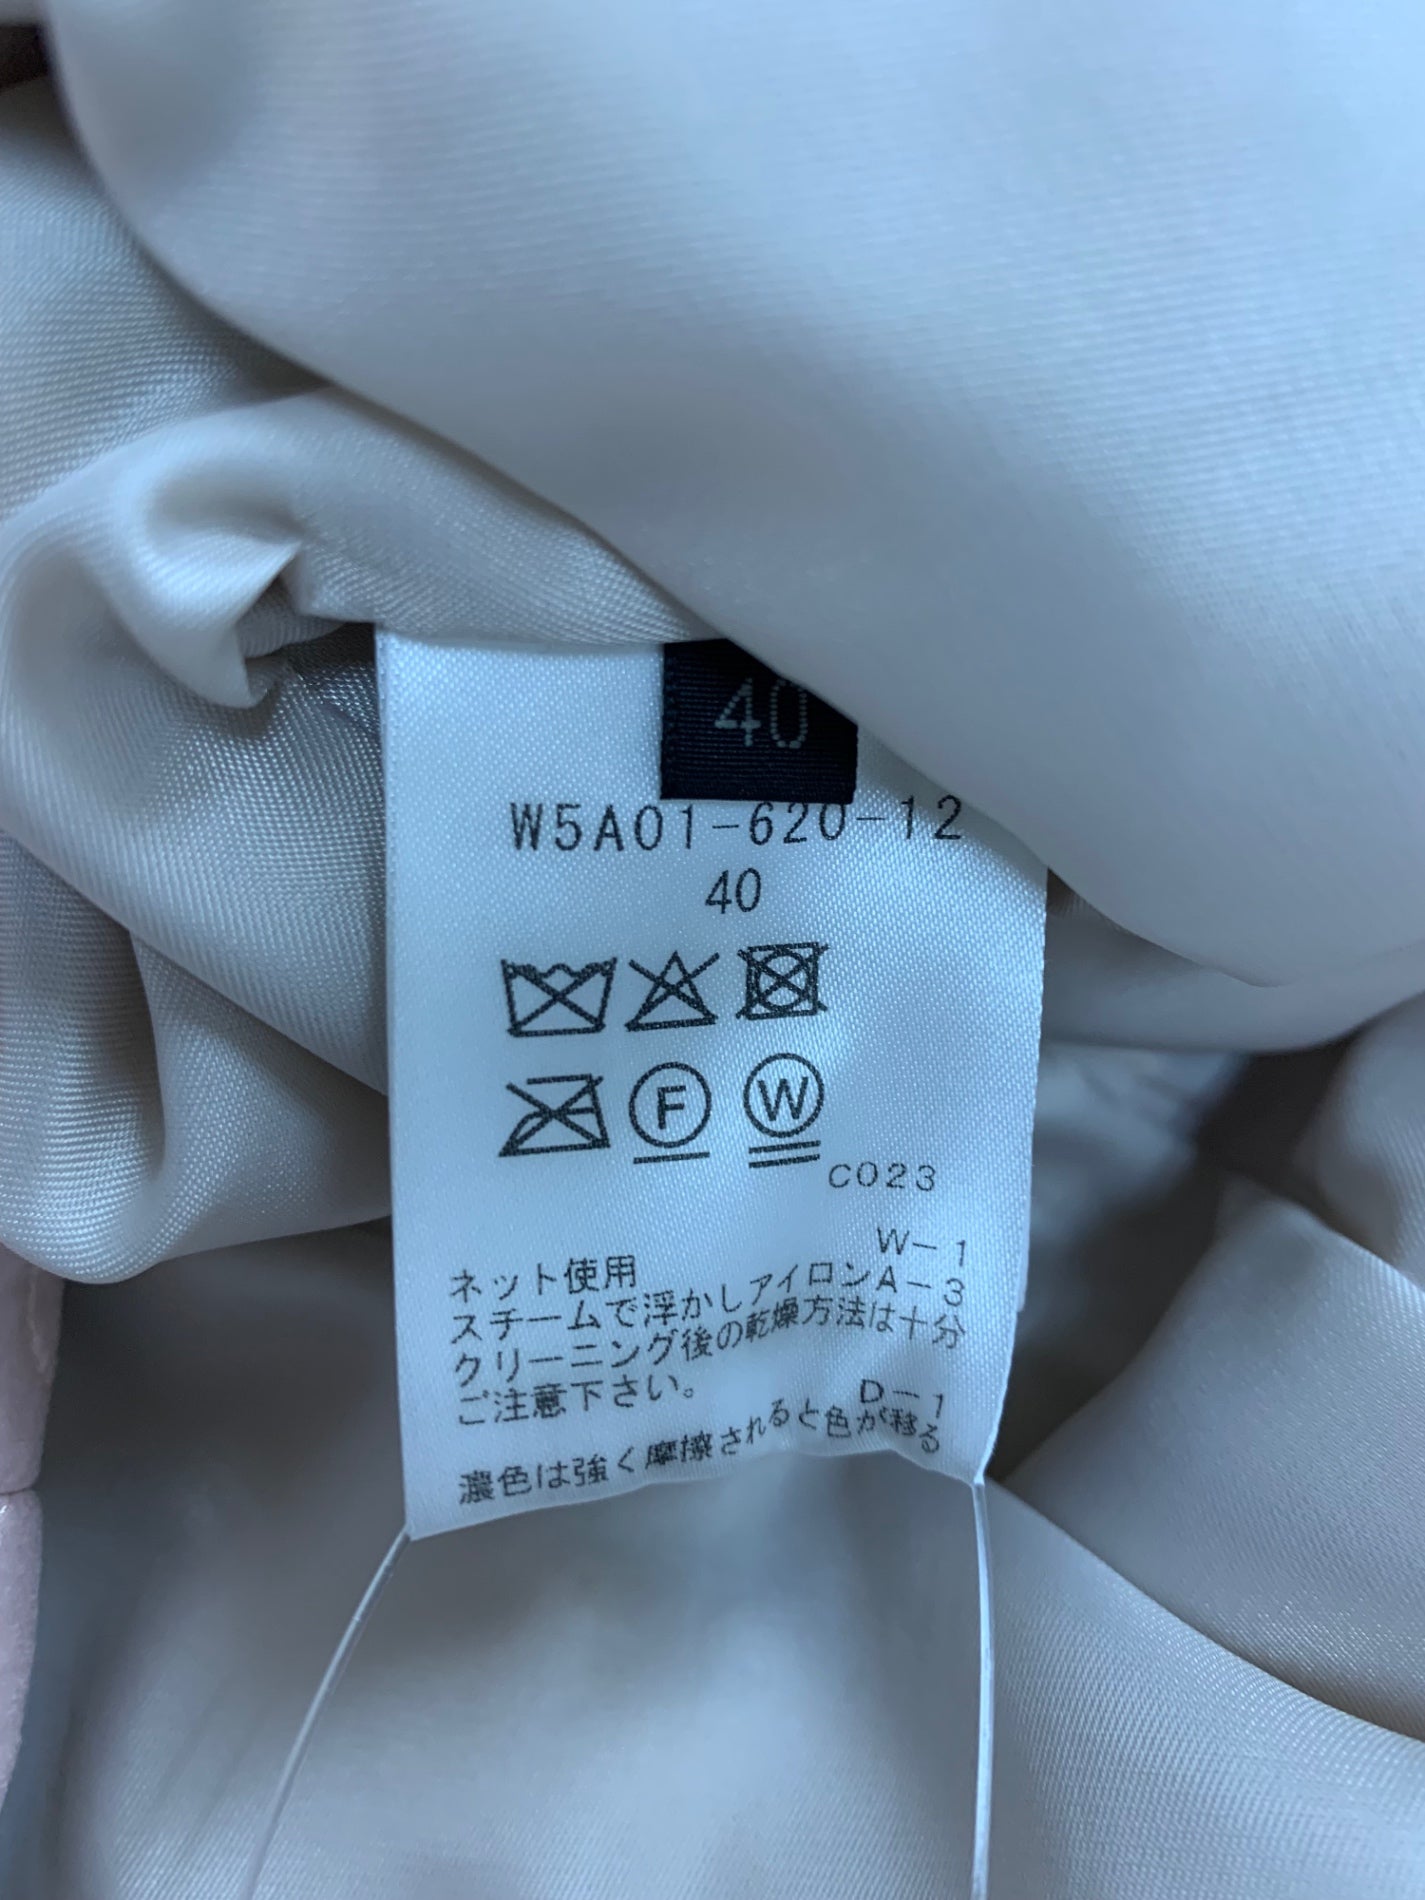 40
W5A01-620-12
40
F W
C023
W-1
ネット使用
スチームで浮かしアイロンA-3
クリーニング後の乾燥方法は十分
ご注意下さい。
D-1
濃色は強く摩擦されると色が移る